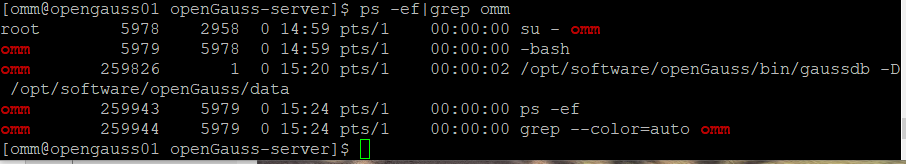 [omm@opengauss01 openGauss-server]$ ps -ef|grep omm
root 5978 2958 0 14:59 pts/1 00:00:00 su - omm
omm 5979 5978 0 14:59 pts/1 00:00:00 -bash
omm 259826 1 0 15:20 pts/1 00:00:02 /opt/software/openGauss/bin/gaussdb -D
/opt/software/openGauss/data
omm 259943 5979 0 15:24 pts/1 00:00:00 ps -ef
omm 259944 5979 0 15:24 pts/1 00:00:00 grep --color=auto omm
[omm@opengauss01 openGauss-server]$